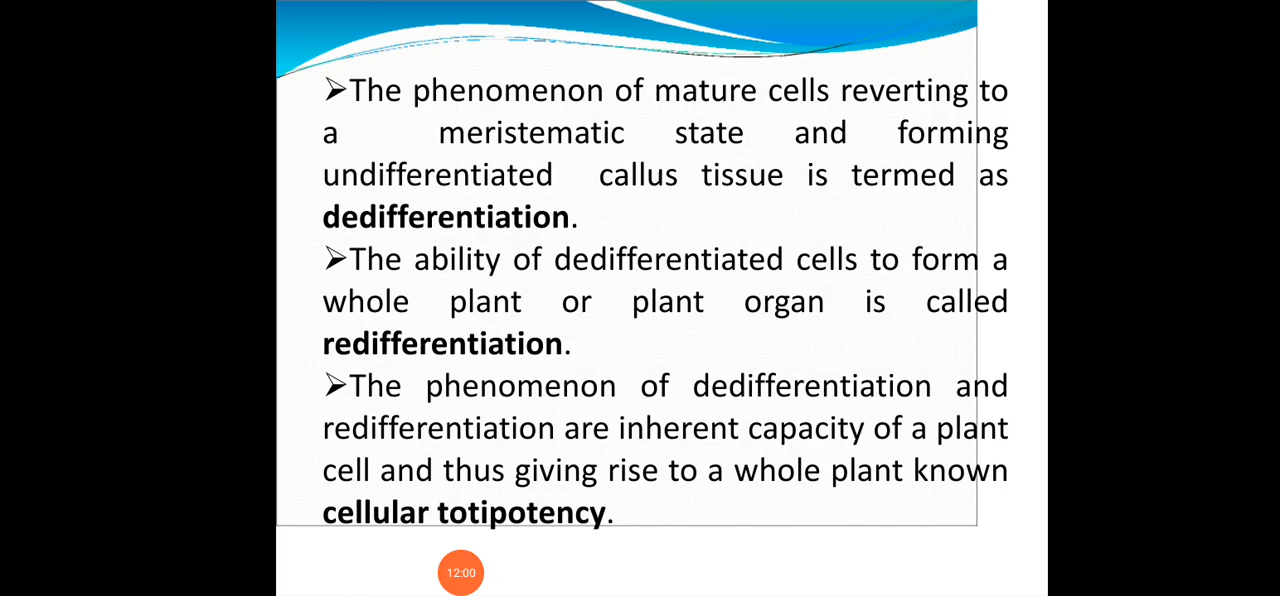 ➢The phenomenon of mature cells reverting to
a meristematic state and forming
undifferentiated callus tissue is termed as
dedifferentiation.
➢The ability of dedifferentiated cells to form a
whole plant or plant organ is called
redifferentiation.
➢The phenomenon of dedifferentiation and
redifferentiation are inherent capacity of a plant
cell and thus giving rise to a whole plant known
cellular totipotency.
12:00